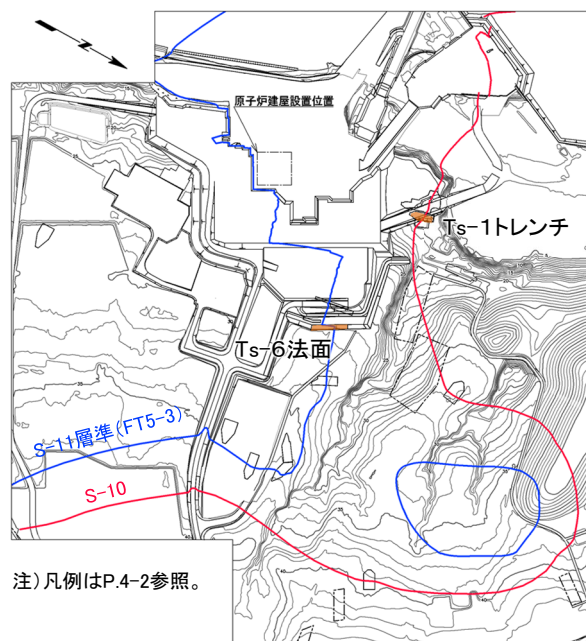 N
原子炉建屋設置位置
Ts-1トレンチ
Ts-6法面
S-11層準(FT5-3)
S-10
注）凡例はP.4-2参照。